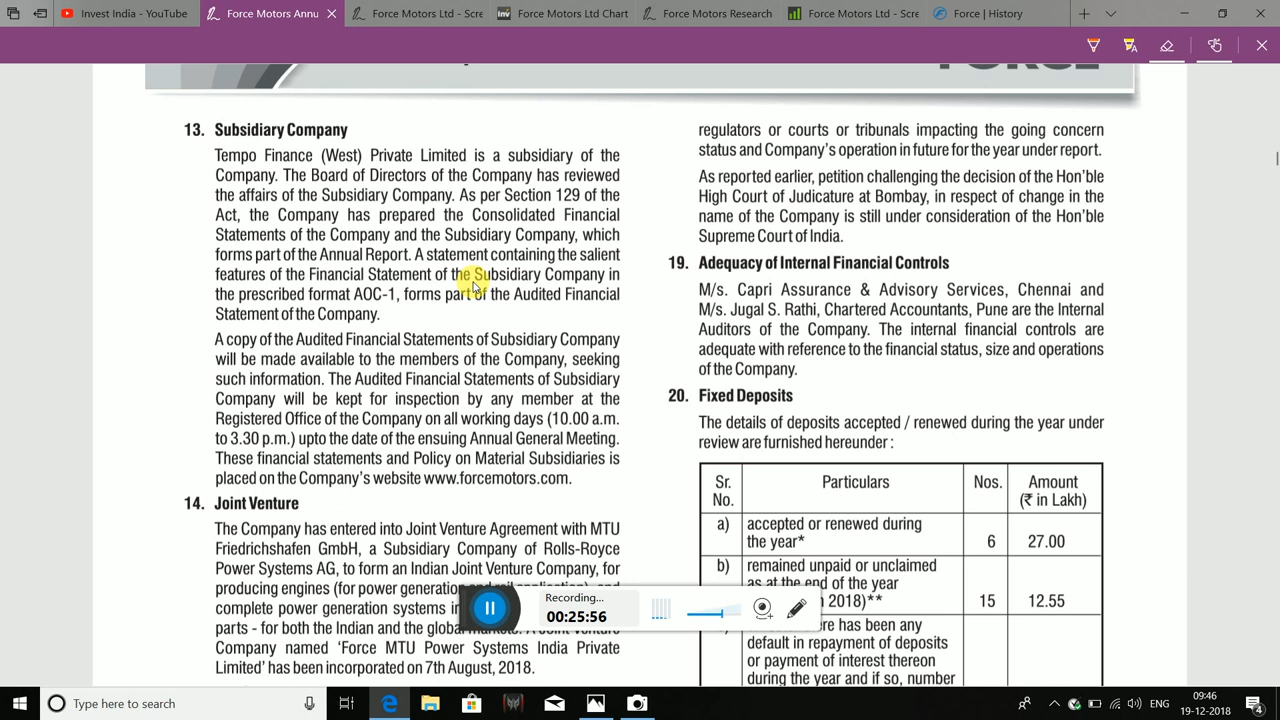 Invest India - YouTube
Force Motors Annu
Force Motors Ltd - Scre
Force Motors Ltd Chart
Force Motors Research
Force Motors Ltd - Scre
Force | History
13. Subsidiary Company
Tempo Finance (West) Private Limited is a subsidiary of the
Company. The Board of Directors of the Company has reviewed
the affairs of the Subsidiary Company. As per Section 129 of the
Act, the Company has prepared the Consolidated Financial
Statements of the Company and the Subsidiary Company, which
forms part of the Annual Report. A statement containing the salient
features of the Financial Statement of the Subsidiary Company in
the prescribed format AOC-1, forms part of the Audited Financial
Statement of the Company.
A copy of the Audited Financial Statements of Subsidiary Company
will be made available to the members of the Company, seeking
such information. The Audited Financial Statements of Subsidiary
Company will be kept for inspection by any member at the
Registered Office of the Company on all working days (10.00 a.m.
to 3.30 p.m.) upto the date of the ensuing Annual General Meeting.
These financial statements and Policy on Material Subsidiaries is
placed on the Company's website www.forcemotors.com.
14. Joint Venture
The Company has entered into Joint Venture Agreement with MTU
Friedrichshafen GmbH, a Subsidiary Company of Rolls-Royce
Power Systems AG, to form an Indian Joint Venture Company, for
producing engines (for power generation and rail application), and
complete power generation systems in
parts - for both the Indian and the global markets. A Joint Venture
Company named 'Force MTU Power Systems India Private
Limited' has been incorporated on 7th August, 2018.
regulators or courts or tribunals impacting the going concern
status and Company's operation in future for the year under report.
As reported earlier, petition challenging the decision of the Hon'ble
High Court of Judicature at Bombay, in respect of change in the
name of the Company is still under consideration of the Hon'ble
Supreme Court of India.
19. Adequacy of Internal Financial Controls
M/s. Capri Assurance & Advisory Services, Chennai and
M/s. Jugal S. Rathi, Chartered Accountants, Pune are the Internal
Auditors of the Company. The internal financial controls are
adequate with reference to the financial status, size and operations
of the Company.
20. Fixed Deposits
The details of deposits accepted / renewed during the year under
review are furnished hereunder :
Sr. No. Particulars Nos. Amount (₹ in Lakh)
a) accepted or renewed during
the year* 6 27.00
b) remained unpaid or unclaimed
as at the end of the year
2018)** 15 12.55
ere has been any
default in repayment of deposits
or payment of interest thereon
during the year and if so, number
Recording...
00:25:56
Type here to search
ENG
09:46
19-12-2018
4